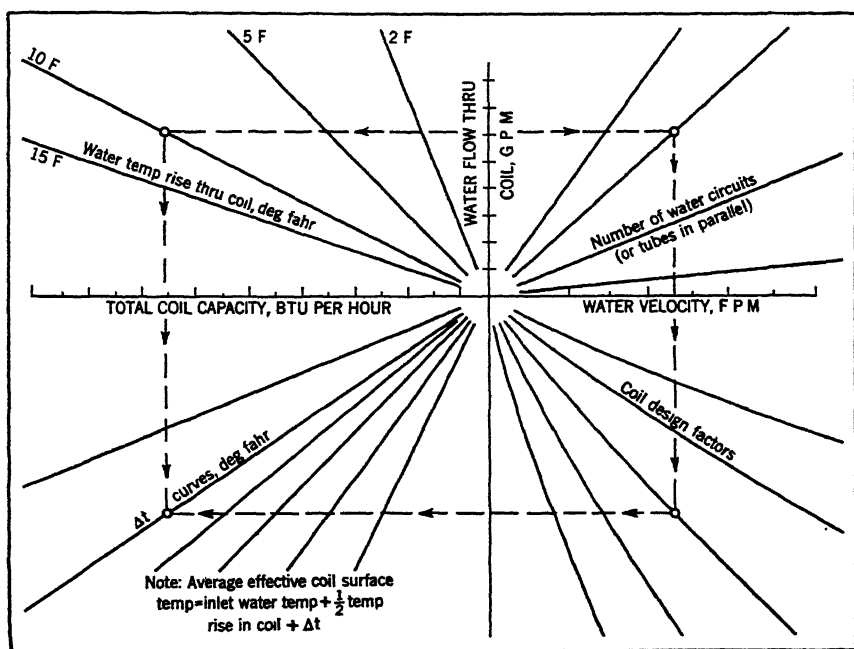 10 F
5 F
2 F
15 F
Water temp rise thru coil, deg fahr
WATER FLOW THRU
COIL, G P M
Number of water circuits
(or tubes in parallel)
TOTAL COIL CAPACITY, BTU PER HOUR
WATER VELOCITY, F P M
Δt curves, deg fahr
Coil design factors
Note: Average effective coil surface
temp=inlet water temp+½ temp
rise in coil + Δt